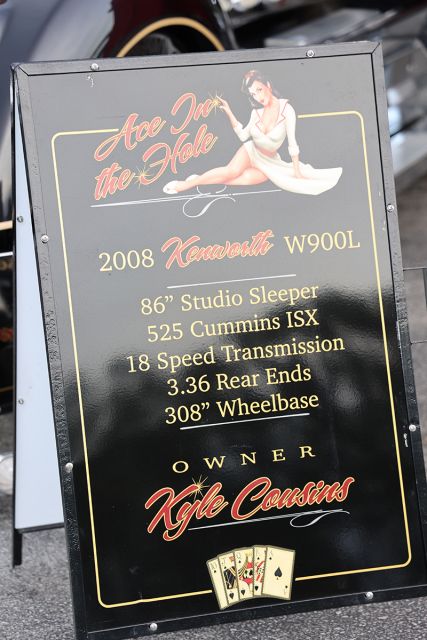 Ace In
the Hole
2008 Kenworth W900L
86” Studio Sleeper
525 Cummins ISX
18 Speed Transmission
3.36 Rear Ends
308” Wheelbase
OWNER
Kyle Cousins